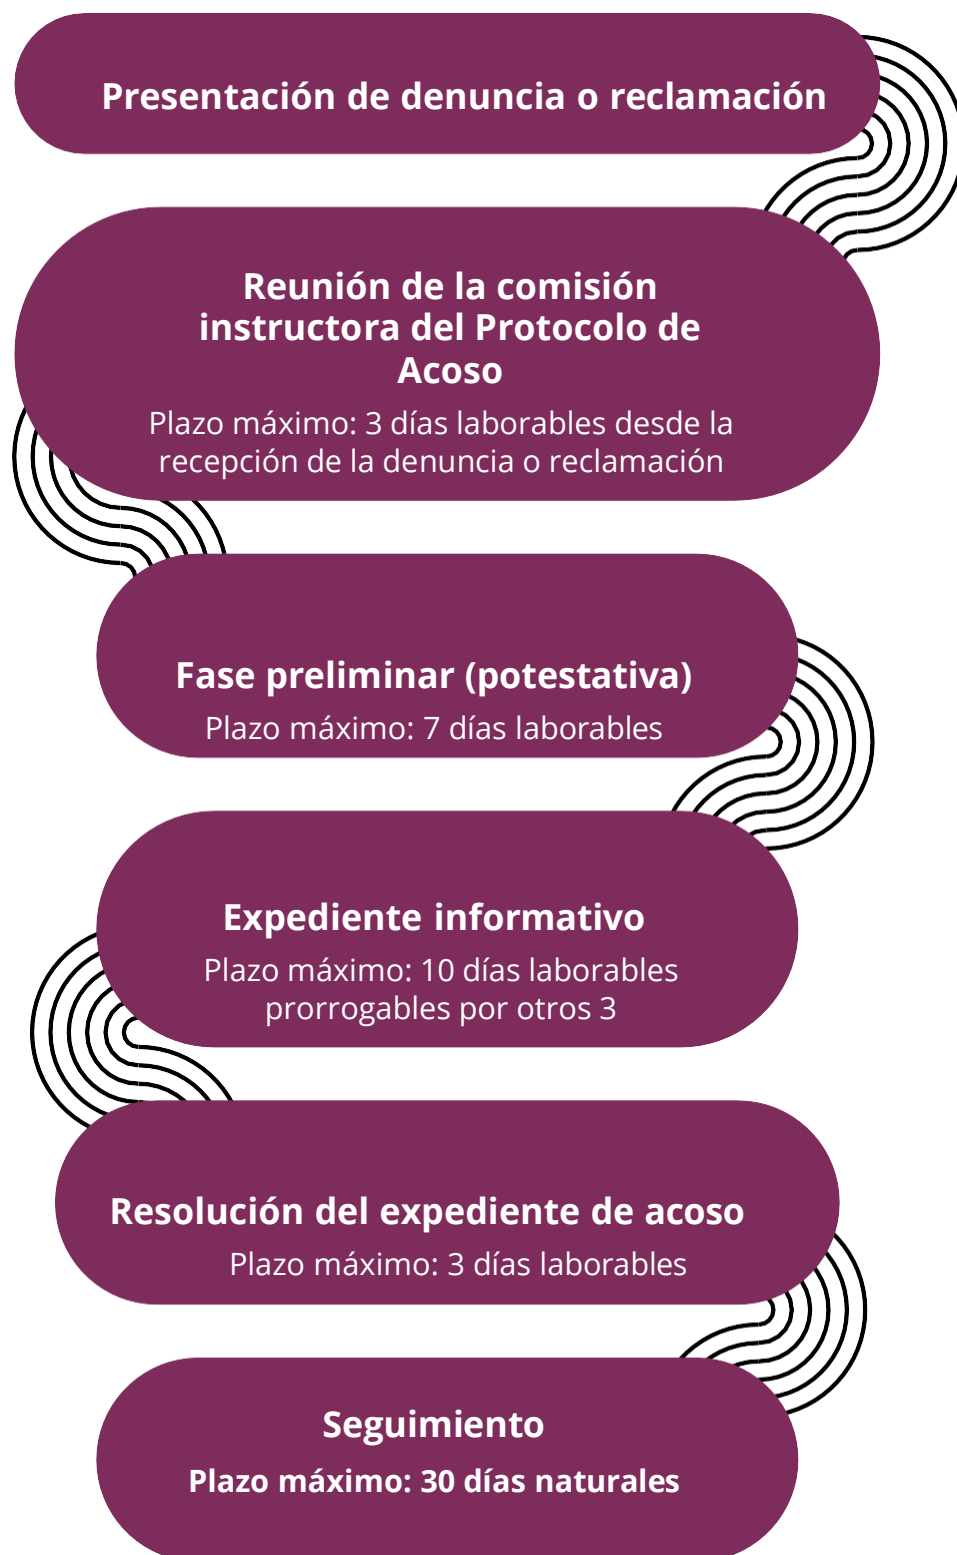 Presentación de denuncia o reclamación
Reunión de la comisión
instructora del Protocolo de
Acoso
Plazo máximo: 3 días laborables desde la
recepción de la denuncia o reclamación
Fase preliminar (potestativa)
Plazo máximo: 7 días laborables
Expediente informativo
Plazo máximo: 10 días laborables
prorrogables por otros 3
Resolución del expediente de acoso
Plazo máximo: 3 días laborables
Seguimiento
Plazo máximo: 30 días naturales